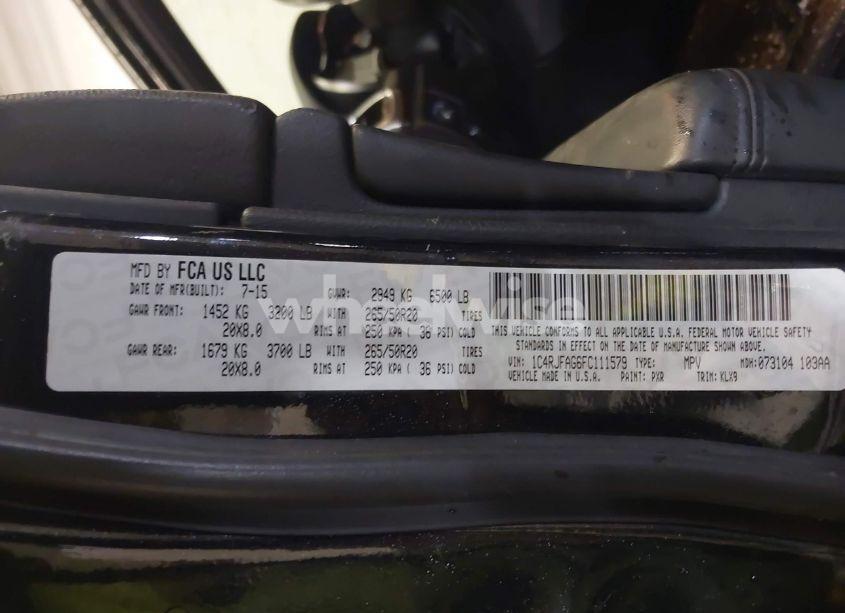 MFD BY FCA US LLC
DATE OF MFR(BUILT): 7-15 GVWR: 2949 KG 6500 LB
GAWR FRONT: 1452 KG 3200 LB WITH 265/50R20 TIRES
20X8.0 RIMS AT 250 KPA ( 36 PSI) COLD
GAWR REAR: 1679 KG 3700 LB WITH 265/50R20 TIRES
20X8.0 RIMS AT 250 KPA ( 36 PSI) COLD
THIS VEHICLE CONFORMS TO ALL APPLICABLE U.S.A. FEDERAL MOTOR VEHICLE SAFETY
STANDARDS IN EFFECT ON THE DATE OF MANUFACTURE SHOWN ABOVE.
VIN: 1C4RJFAG6FC111579 TYPE: MPV MDH:073104 103AA
VEHICLE MADE IN U.S.A. PAINT: PXR TRIM: KLX9
wheelwise